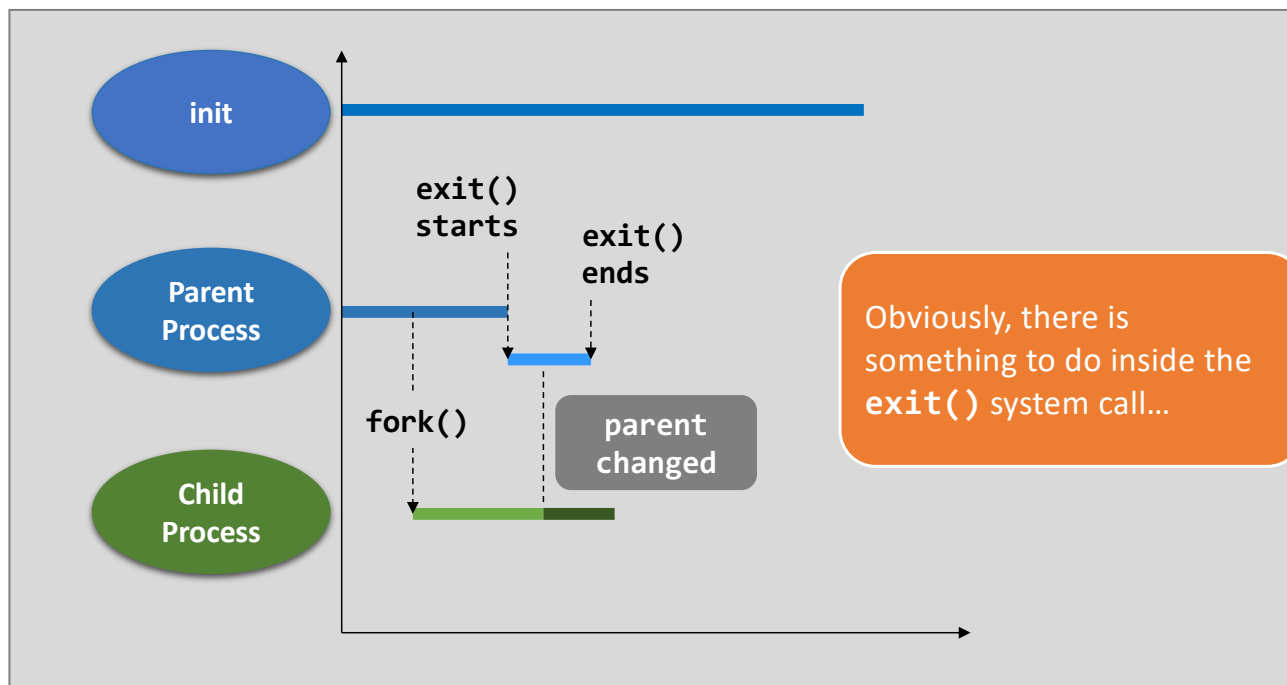 init
exit()
starts
exit()
ends
Parent
Process
Obviously, there is
something to do inside the
exit() system call…
fork()
parent
changed
Child
Process